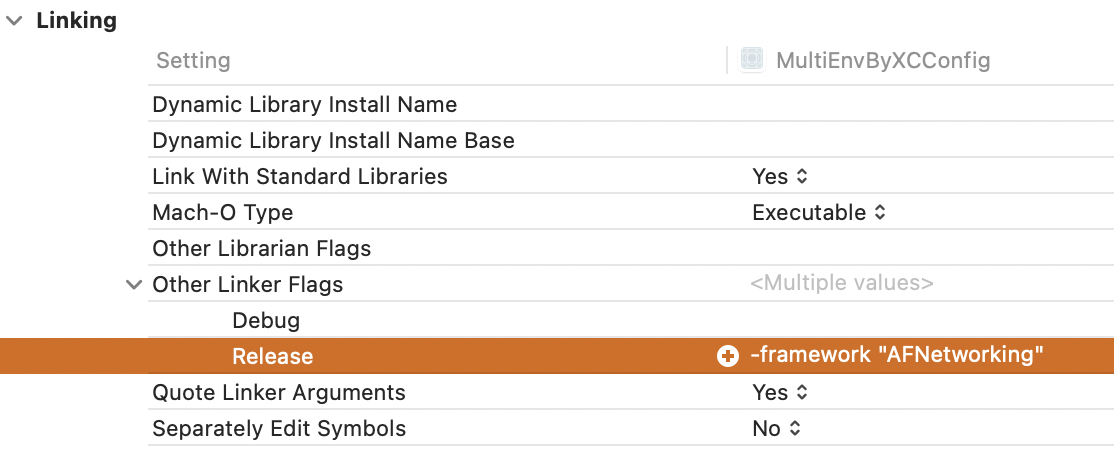 Linking
Setting MultiEnvByXCConfig
Dynamic Library Install Name
Dynamic Library Install Name Base
Link With Standard Libraries Yes
Mach-O Type Executable
Other Librarian Flags
Other Linker Flags <Multiple values>
Debug
Release -framework "AFNetworking"
Quote Linker Arguments Yes
Separately Edit Symbols No